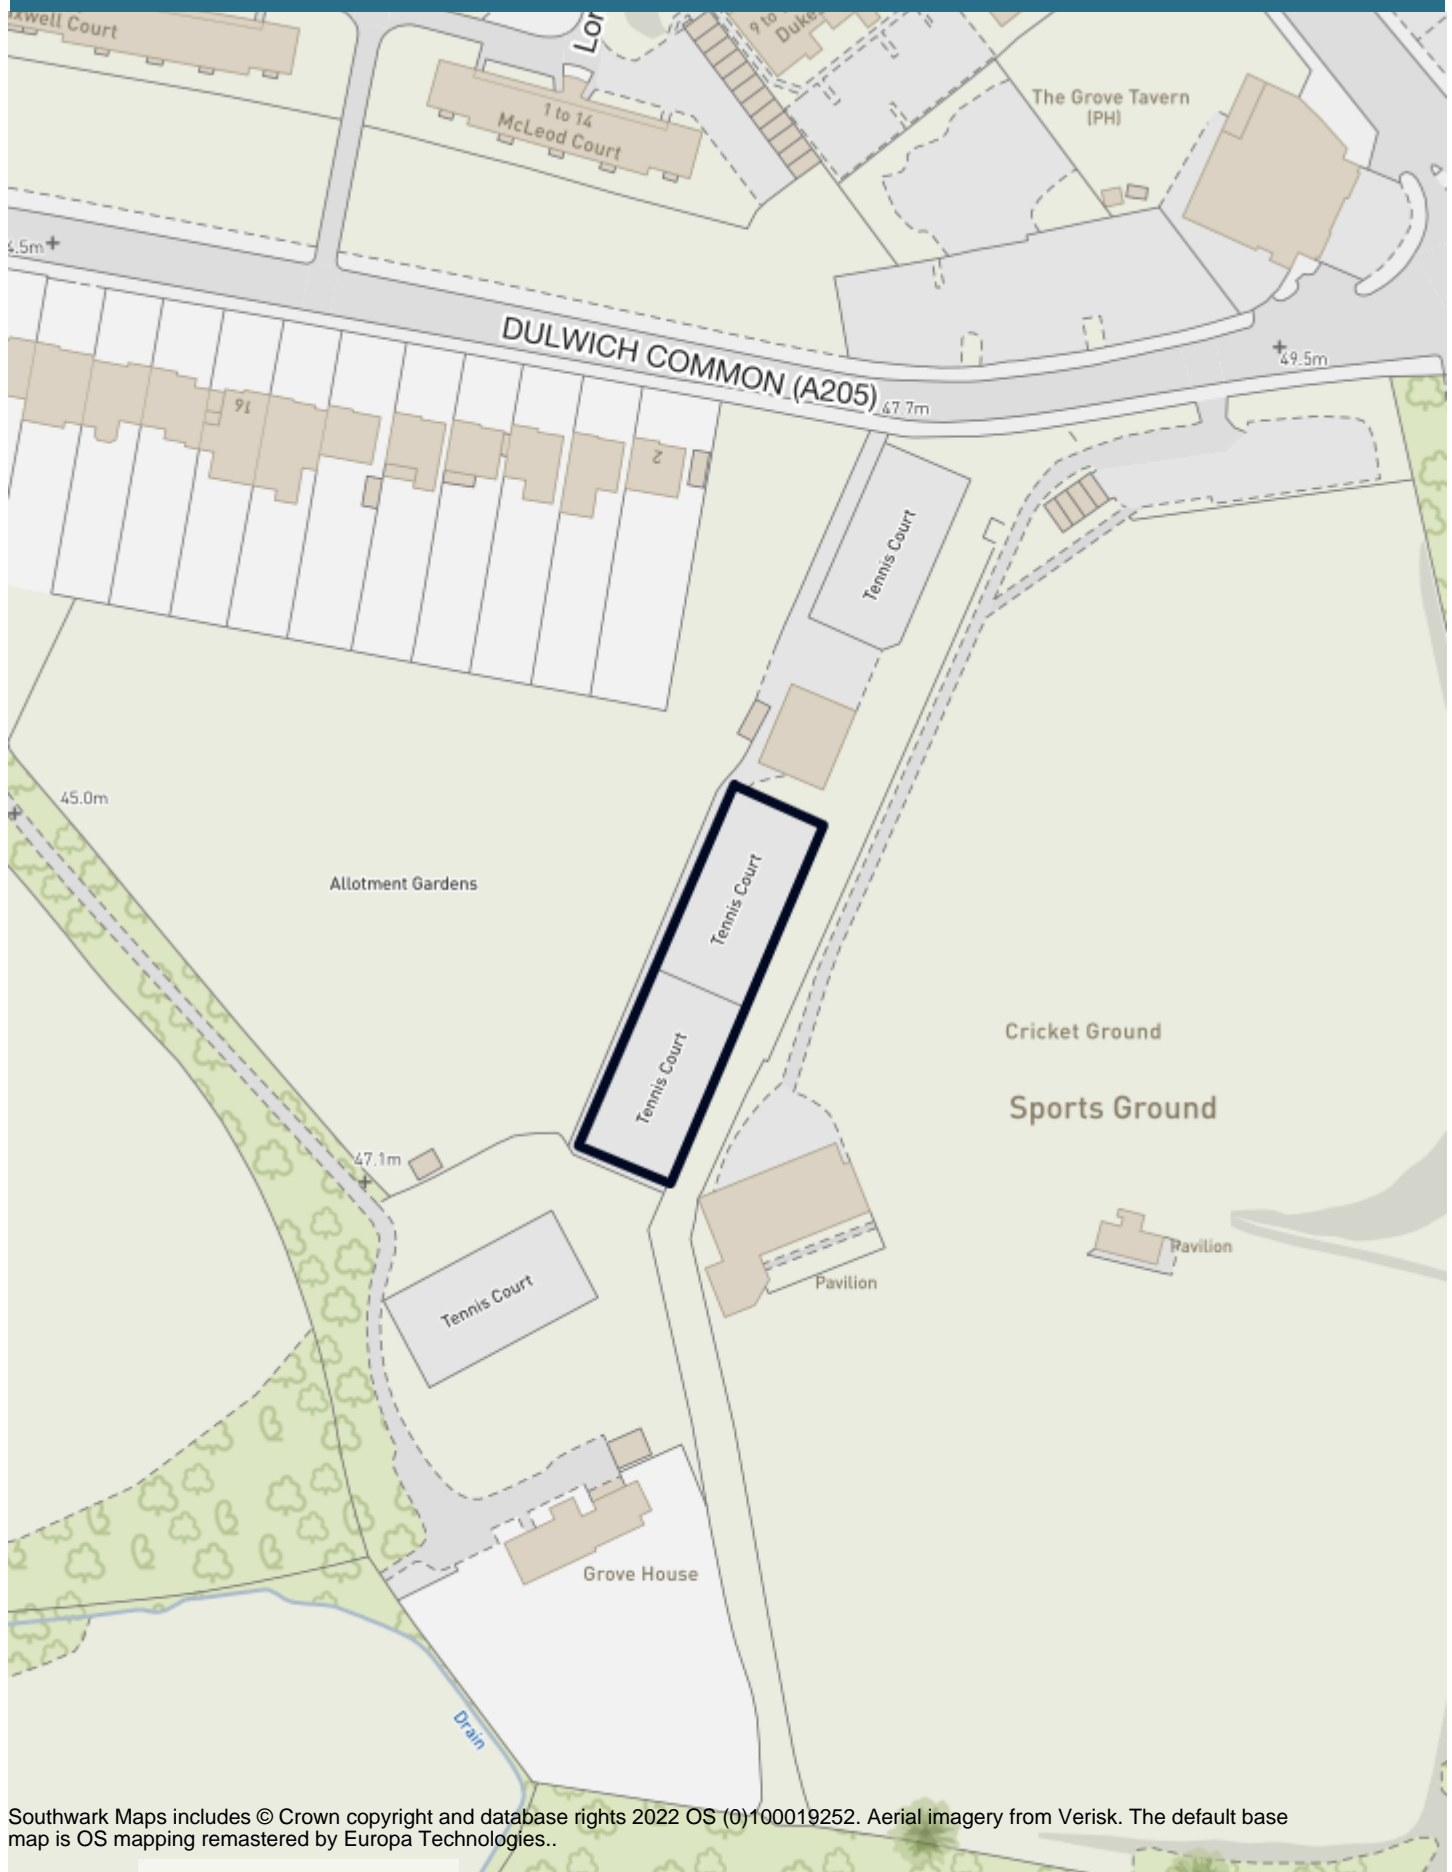 xwell Court
Lor
9 to
Duke
1 to 14
McLeod Court
The Grove Tavern
(PH)
4.5m
DULWICH COMMON (A205)
49.5m
47.7m
16
2
Tennis Court
45.0m
Allotment Gardens
Tennis Court
Cricket Ground
Tennis Court
Sports Ground
47.1m
Pavilion
Pavilion
Tennis Court
Grove House
Drain
Southwark Maps includes © Crown copyright and database rights 2022 OS (0)100019252. Aerial imagery from Verisk. The default base
map is OS mapping remastered by Europa Technologies..